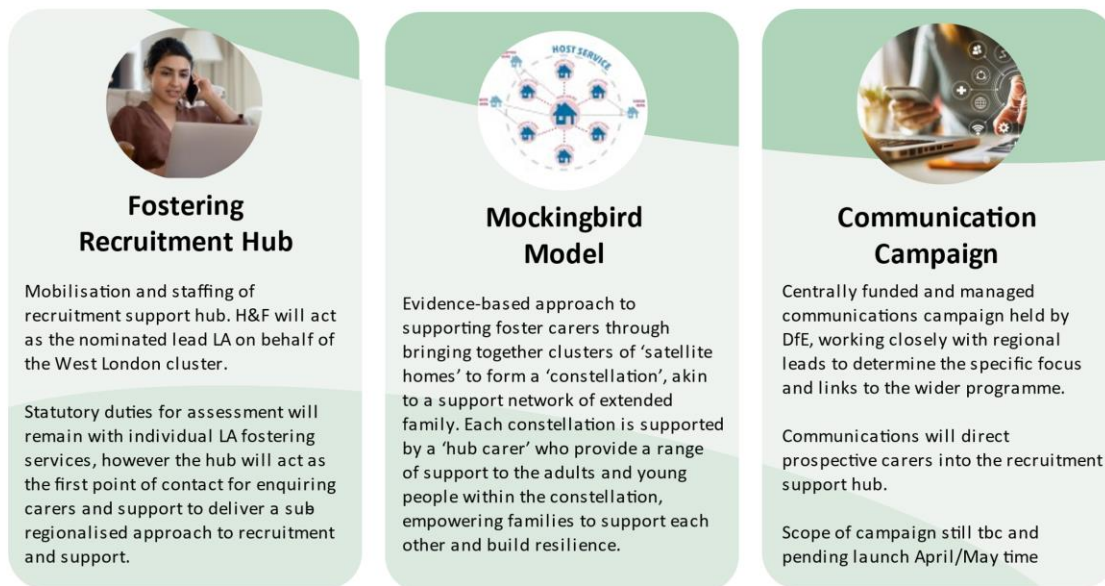 Fostering
Recruitment Hub
Mobilisation and staffing of
recruitment support hub. H&F will act
as the nominated lead LA on behalf of
the West London cluster.
Statutory duties for assessment will
remain with individual LA fostering
services, however the hub will act as
the first point of contact for enquiring
carers and support to deliver a sub
regionalised approach to recruitment
and support.
HOST SERVICE
Mockingbird
Model
Evidence-based approach to
supporting foster carers through
bringing together clusters of ‘satellite
homes’ to form a ‘constellation’, akin
to a support network of extended
family. Each constellation is supported
by a ‘hub carer’ who provide a range
of support to the adults and young
people within the constellation,
empowering families to support each
other and build resilience.
Communication
Campaign
Centrally funded and managed
communications campaign held by
DfE, working closely with regional
leads to determine the specific focus
and links to the wider programme.
Communications will direct
prospective carers into the recruitment
support hub.
Scope of campaign still tbc and
pending launch April/May time